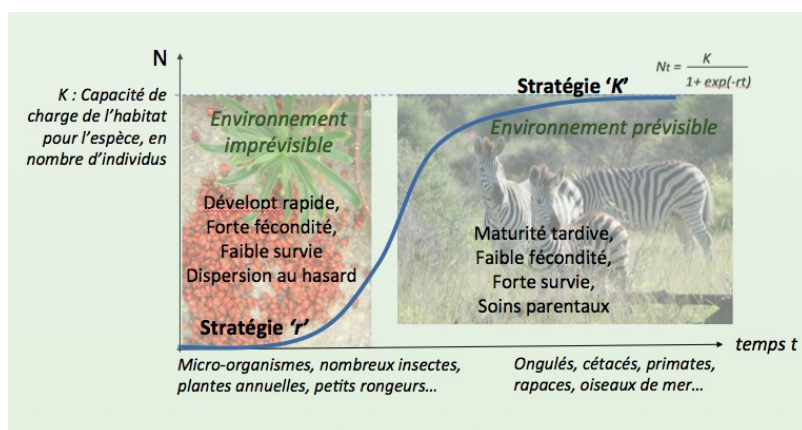 N
K : Capacité de
charge de l'habitat
pour l'espèce, en
nombre d'individus
Environnement
imprévisible
Dévelopt rapide,
Forte fécondité,
Faible survie
Dispersion au hasard
Stratégie 'r'
Stratégie 'K'
Nt = K
1+ exp(-rt)
Environnement prévisible
Maturité tardive,
Faible fécondité,
Forte survie,
Soins parentaux
temps t
Micro-organismes, nombreux insectes,
plantes annuelles, petits rongeurs...
Ongulés, cétacés, primates,
rapaces, oiseaux de mer...